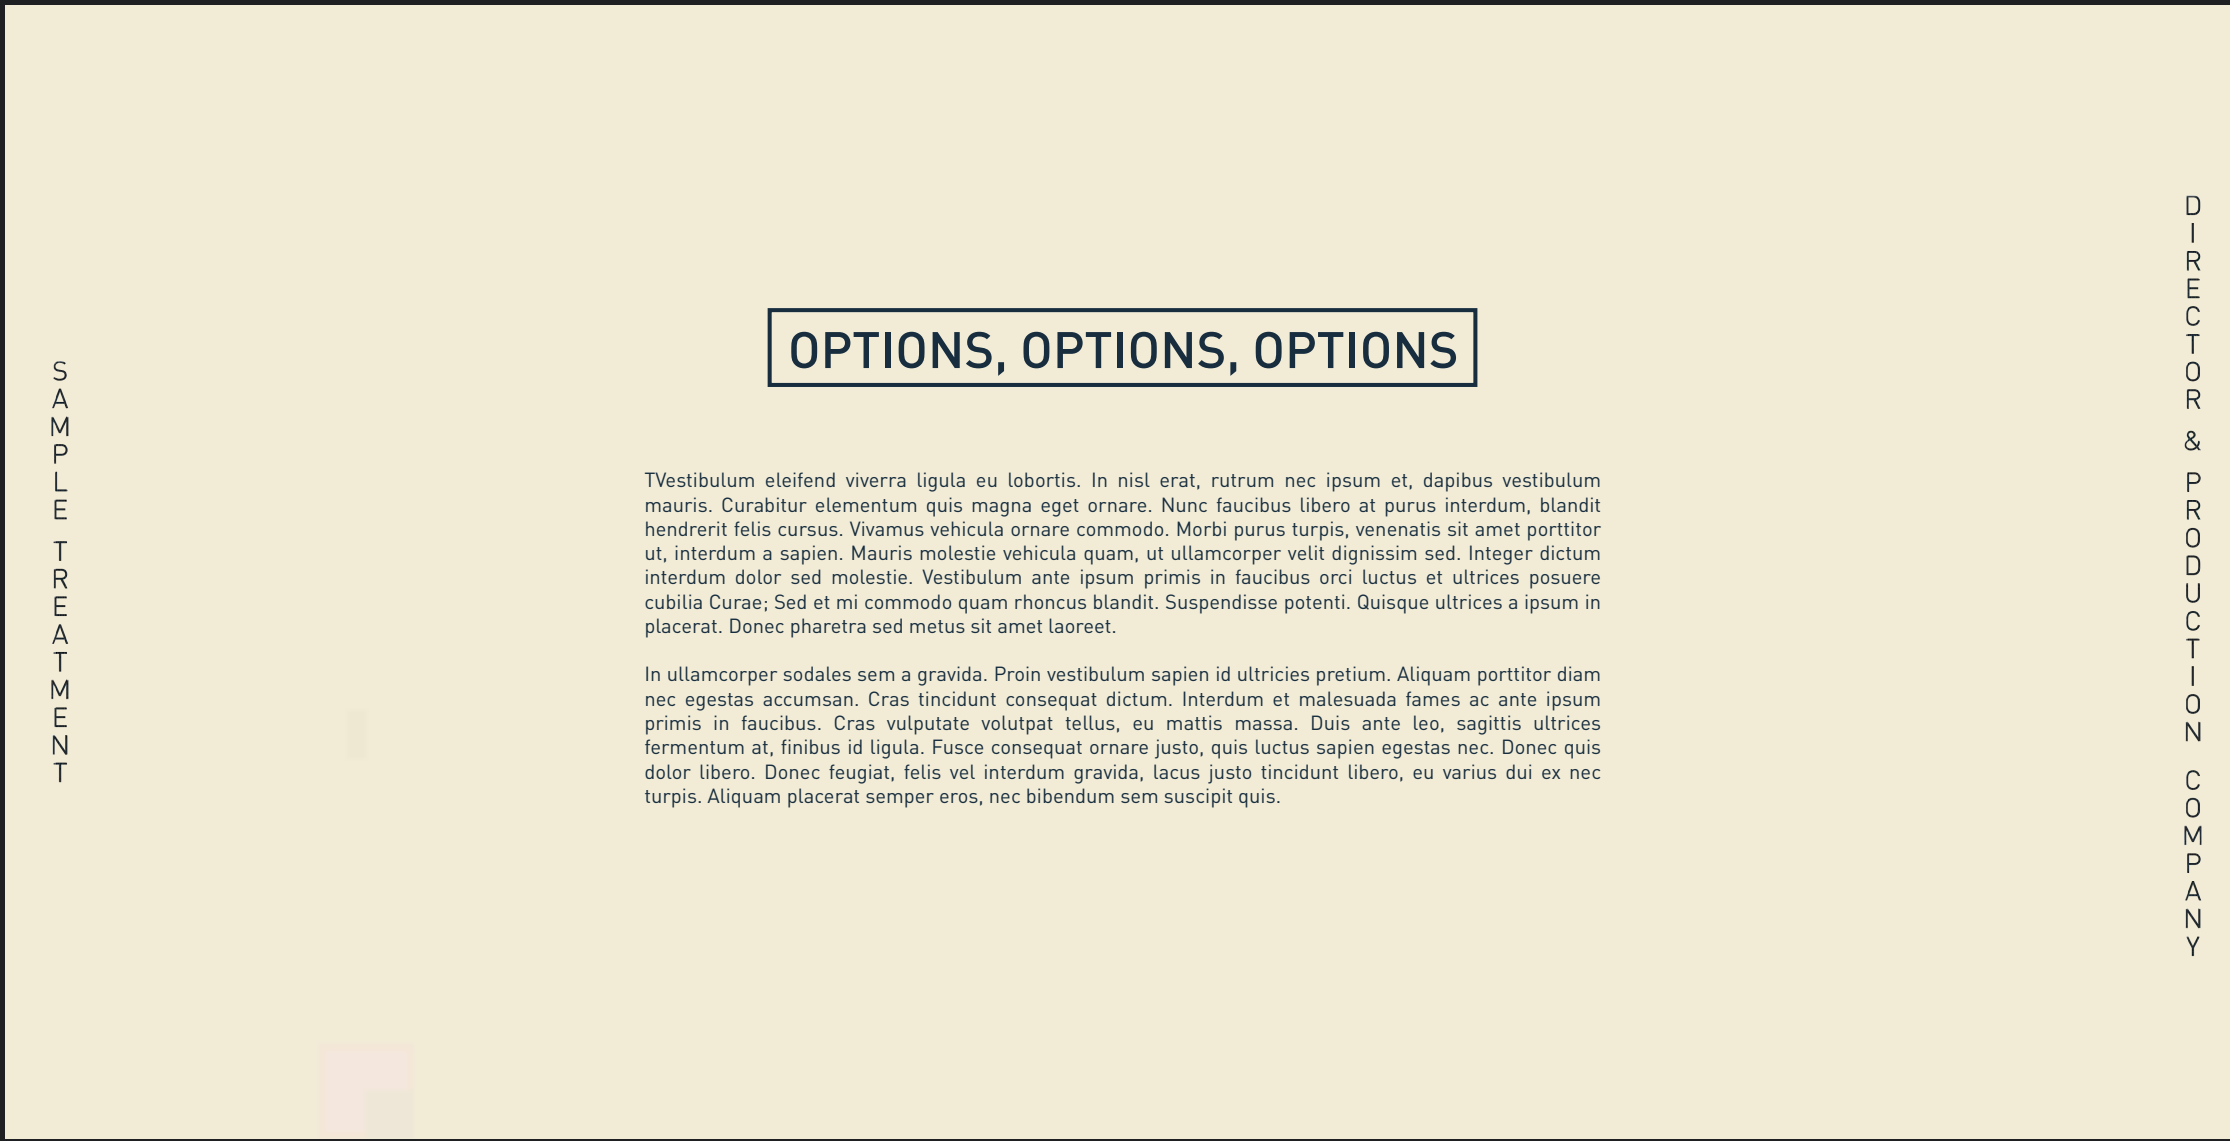 SAMPLE TREATMENT
OPTIONS, OPTIONS, OPTIONS
TVestibulum eleifend viverra ligula eu lobortis. In nisl erat, rutrum nec ipsum et, dapibus vestibulum
mauris. Curabitur elementum quis magna eget ornare. Nunc faucibus libero at purus interdum, blandit
hendrerit felis cursus. Vivamus vehicula ornare commodo. Morbi purus turpis, venenatis sit amet porttitor
ut, interdum a sapien. Mauris molestie vehicula quam, ut ullamcorper velit dignissim sed. Integer dictum
interdum dolor sed molestie. Vestibulum ante ipsum primis in faucibus orci luctus et ultrices posuere
cubilia Curae; Sed et mi commodo quam rhoncus blandit. Suspendisse potenti. Quisque ultrices a ipsum in
placerat. Donec pharetra sed metus sit amet laoreet.
In ullamcorper sodales sem a gravida. Proin vestibulum sapien id ultricies pretium. Aliquam porttitor diam
nec egestas accumsan. Cras tincidunt consequat dictum. Interdum et malesuada fames ac ante ipsum
primis in faucibus. Cras vulputate volutpat tellus, eu mattis massa. Duis ante leo, sagittis ultrices
fermentum at, finibus id ligula. Fusce consequat ornare justo, quis luctus sapien egestas nec. Donec quis
dolor libero. Donec feugiat, felis vel interdum gravida, lacus justo tincidunt libero, eu varius dui ex nec
turpis. Aliquam placerat semper eros, nec bibendum sem suscipit quis.
DIRECTOR & PRODUCTION COMPANY